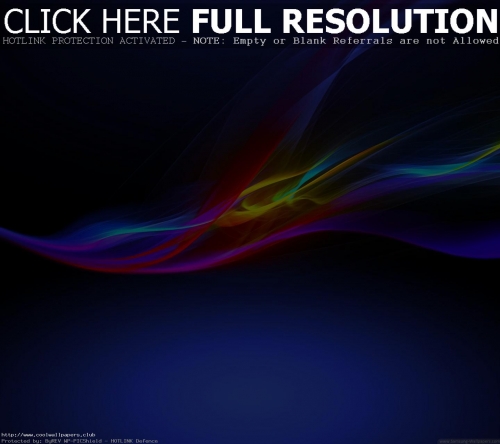 CLICK HERE FULL RESOLUTION
HOTLINK PROTECTION ACTIVATED - NOTE: Empty or Blank Referrals are not Allowed
http://www.coolwallpapers.club
Protected by: ByREV WP-PICShield - HOTLINK Defence